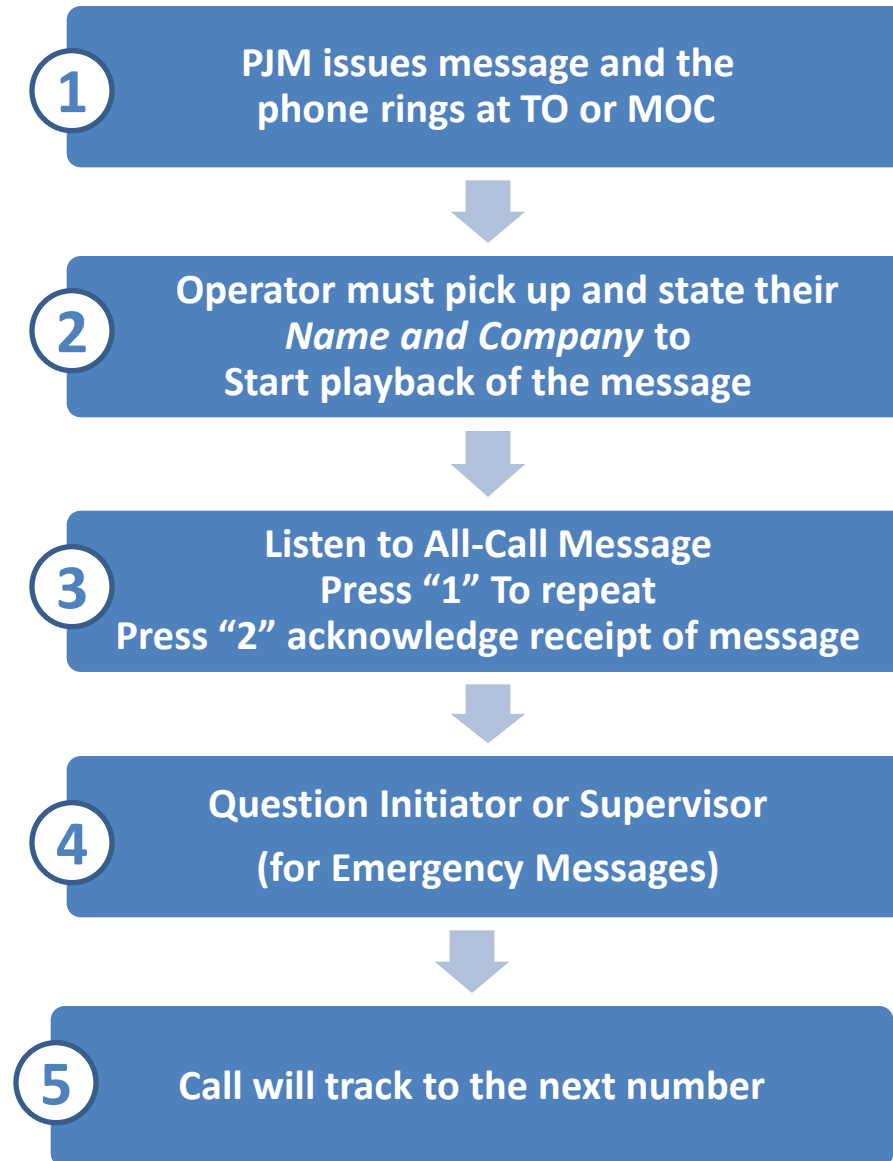 1
PJM issues message and the
phone rings at TO or MOC
2
Operator must pick up and state their
Name and Company to
Start playback of the message
3
Listen to All-Call Message
Press “1” To repeat
Press “2” acknowledge receipt of message
4
Question Initiator or Supervisor
(for Emergency Messages)
5
Call will track to the next number